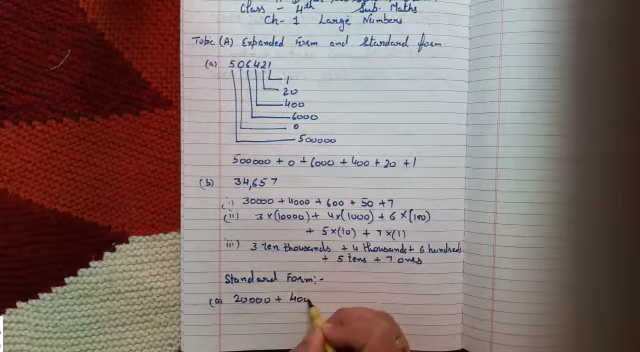 Class - 4th Sub. Maths
Ch- 1 Large Numbers
Topic (A) Expanded Form and Standard form
(a) 506421
1
20
400
6000
0
500000
500000 + 0 + 6000 + 400 + 20 + 1
(b) 34,657
(i) 30000 + 4000 + 600 + 50 + 7
(ii) 3 x (10000) + 4 x (1000) + 6 x (100)
+ 5 x (10) + 7 x (1)
iii) 3 ten thousands + 4 thousands + 6 hundreds
+ 5 tens + 7 ones
Standard Form:-
(a) 20000 + 400